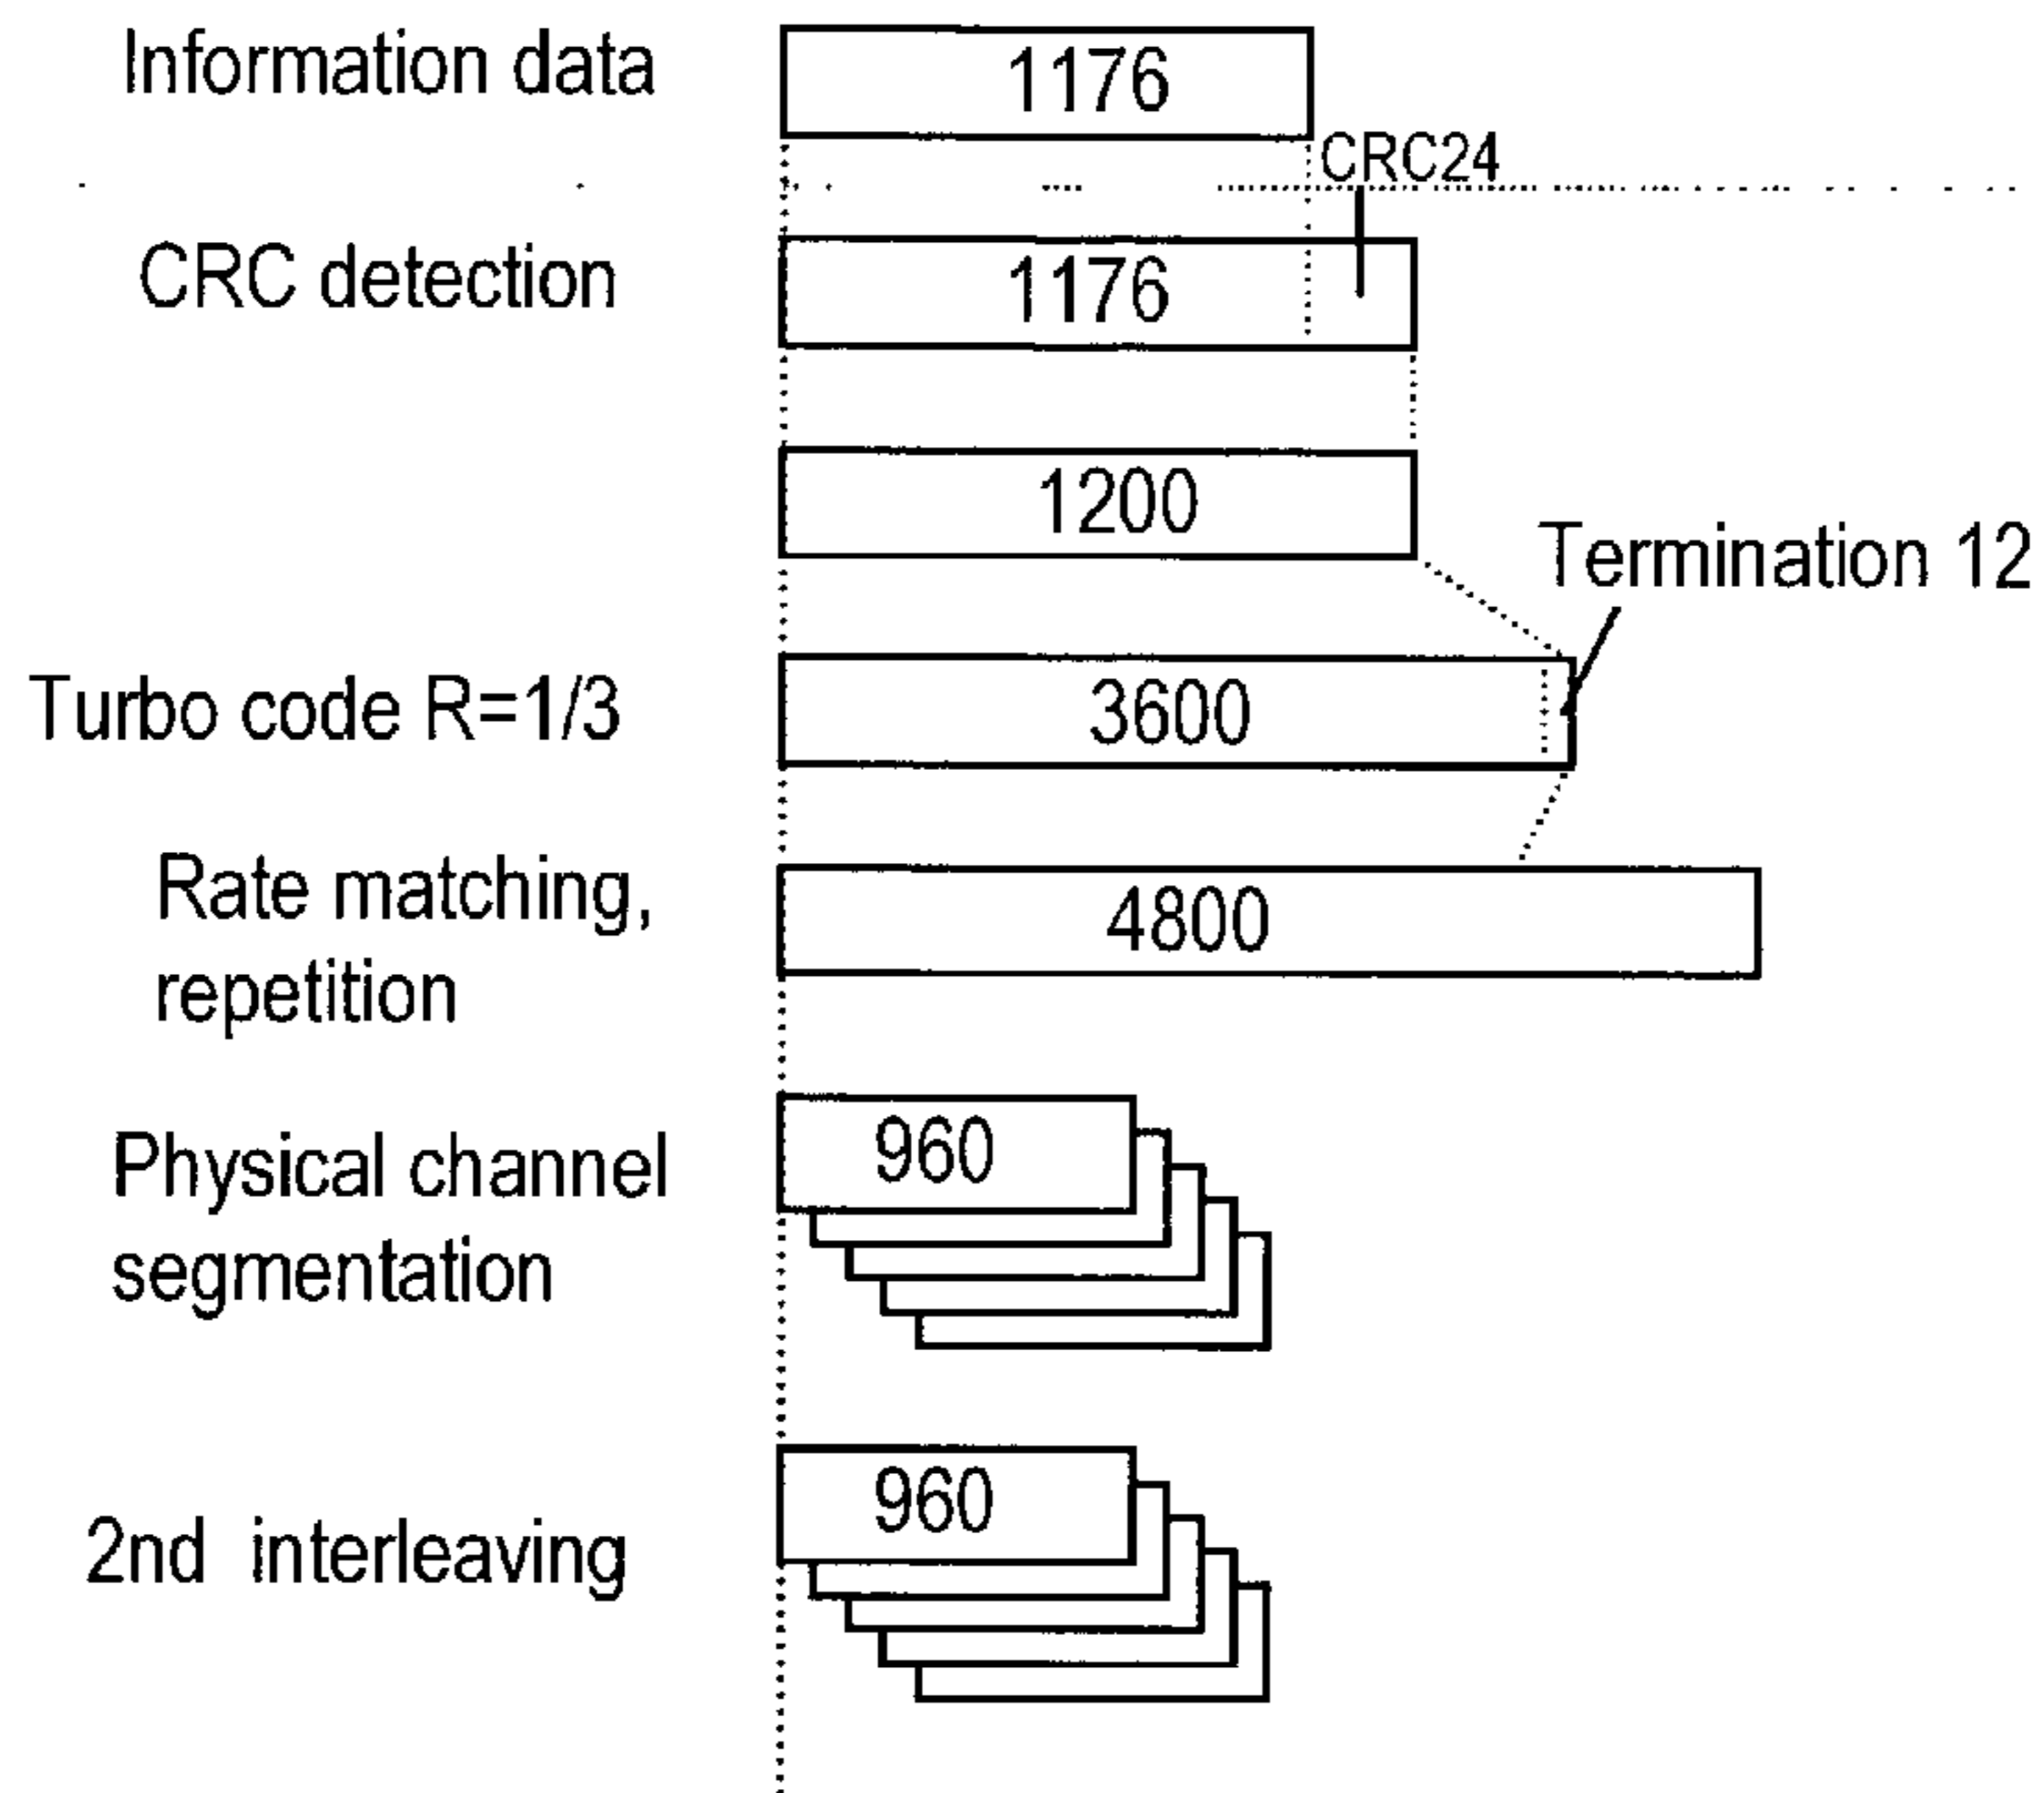 Information data 1176
CRC24
CRC detection 1176
1200
Termination 12
Turbo code R=1/3 3600
Rate matching,
repetition
4800
Physical channel
segmentation
960
2nd interleaving 960